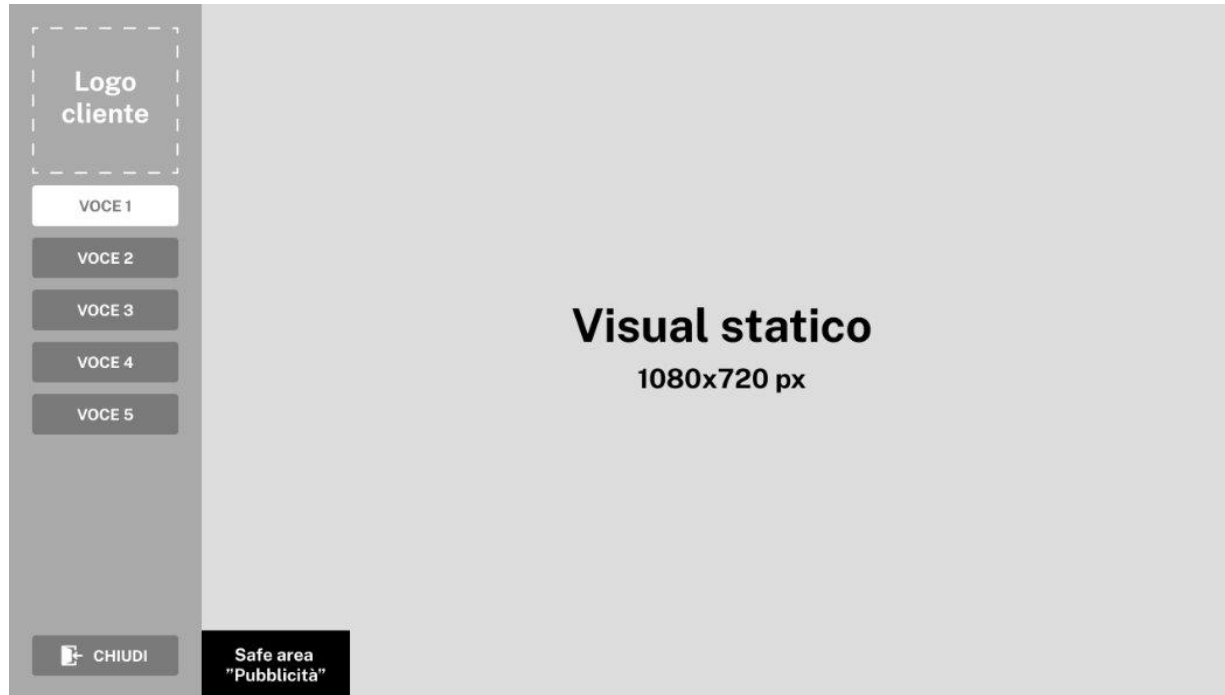 Logo
cliente
VOCE 1
VOCE 2
VOCE 3
VOCE 4
VOCE 5
CHIUDI
Visual statico
1080x720 px
Safe area
”Pubblicità”